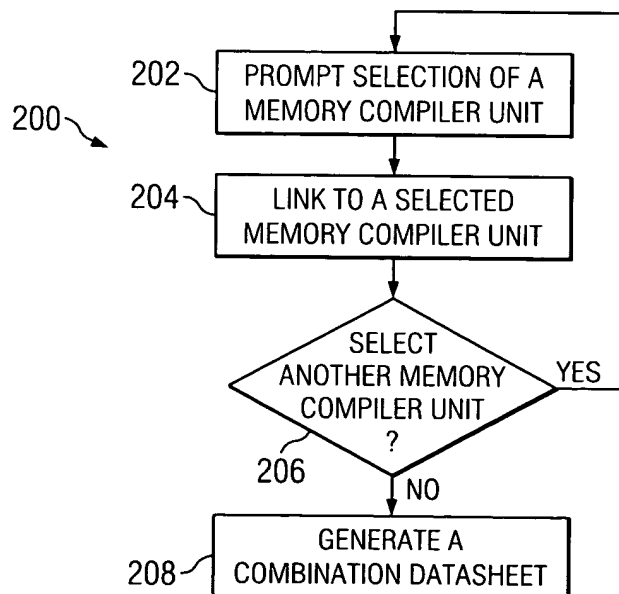 202
PROMPT SELECTION OF A
MEMORY COMPILER UNIT
200
204
LINK TO A SELECTED
MEMORY COMPILER UNIT
SELECT
ANOTHER MEMORY
COMPILER UNIT
?
YES
206
NO
208
GENERATE A
COMBINATION DATASHEET